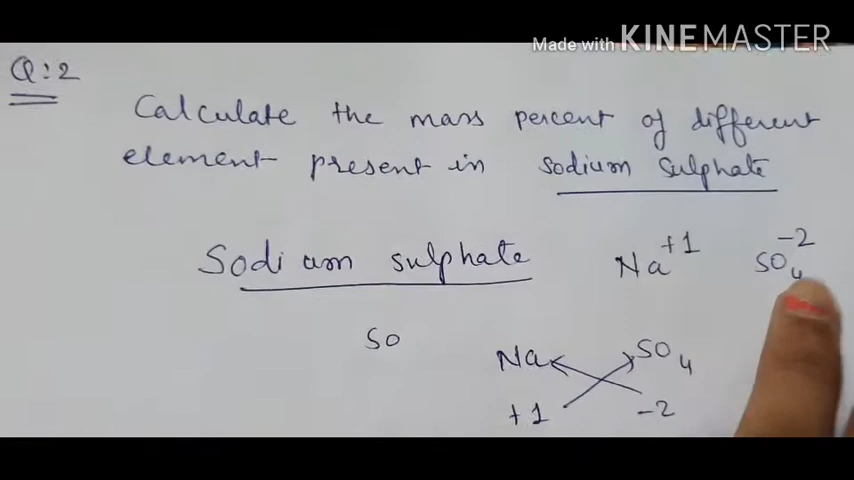 Made with KINEMASTER
Q:2
Calculate the mass percent of different
element present in sodium sulphate
Sodium sulphate Na+1 SO4-2
SO
Na SO4
+1 -2